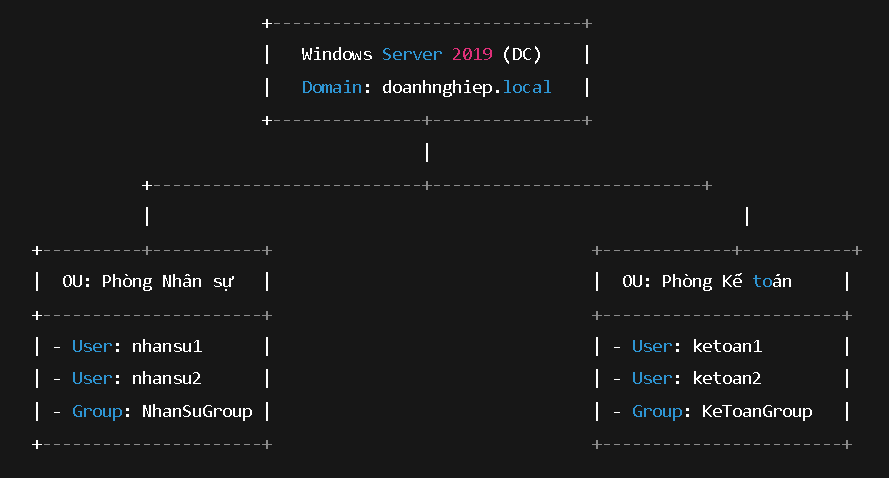 +--------------------------------+
|   Windows Server 2019 (DC)    |
|   Domain: doanhnghiep.local   |
+---------------+---------------+
|
+---------------------------+---------------------------+
|                                                           |
+----------+-----------+                                +--------------+-----------+
|  OU: Phòng Nhân sự   |                                |  OU: Phòng Kế toán     |
+----------------------+                                +------------------------+
| - User: nhansu1      |                                | - User: ketoan1        |
| - User: nhansu2      |                                | - User: ketoan2        |
| - Group: NhanSuGroup |                                | - Group: KeToanGroup   |
+----------------------+                                +------------------------+